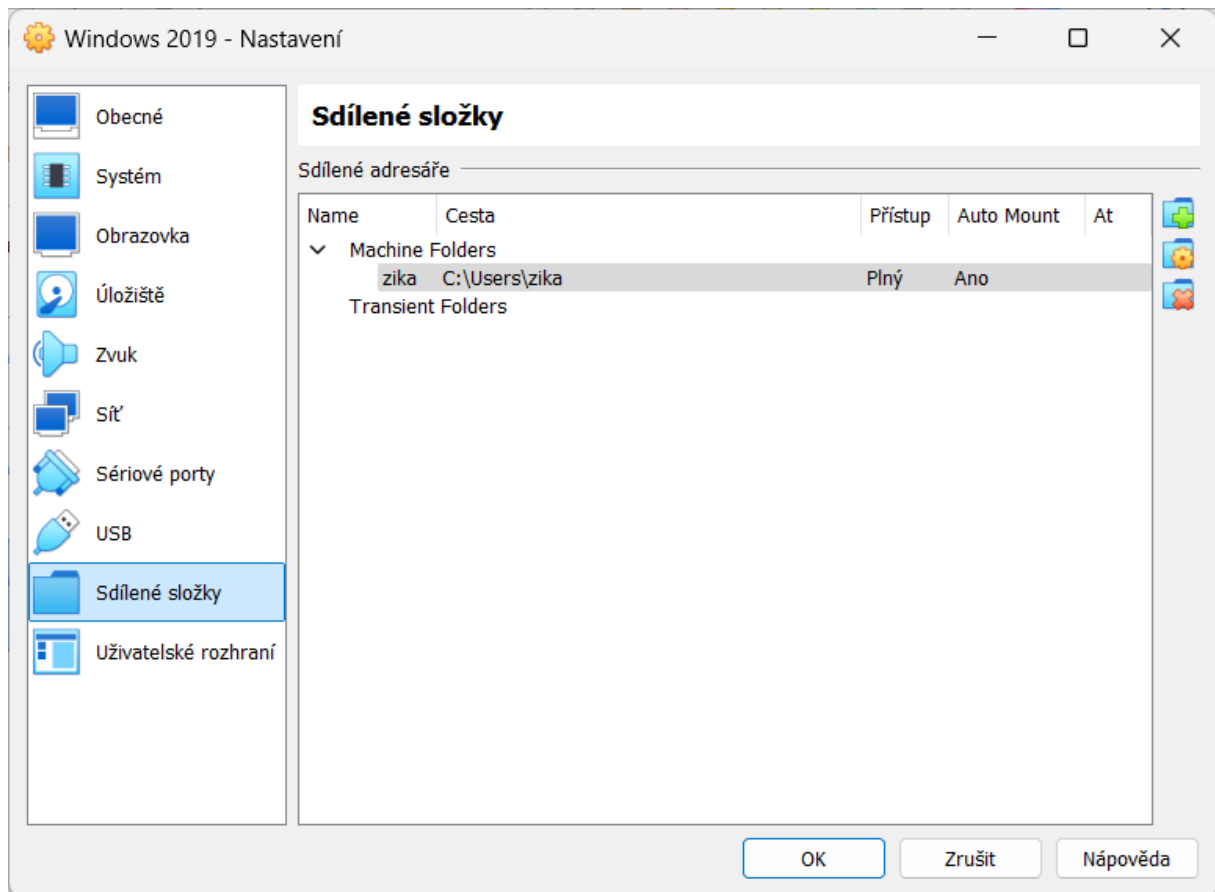 Windows 2019 - Nastavení
Obecné
Systém
Obrazovka
Úložiště
Zvuk
Síť
Sériové porty
USB
Sdílené složky
Uživatelské rozhraní
Sdílené složky
Sdílené adresáře
Name Cesta Přístup Auto Mount At
Machine Folders
zika C:\Users\zika Plný Ano
Transient Folders
OK Zrušit Nápověda